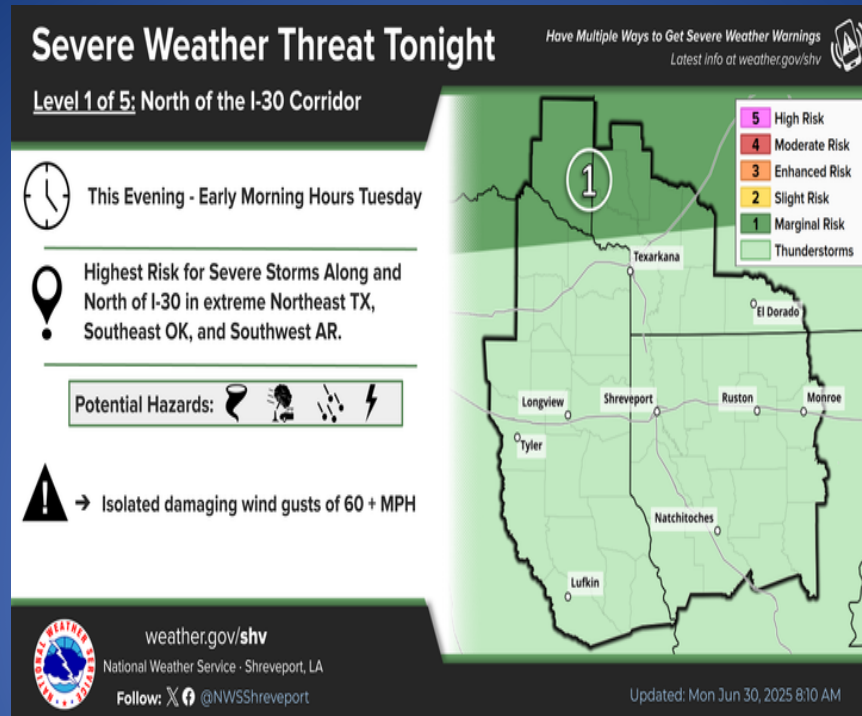 Severe Weather Threat Tonight
Have Multiple Ways to Get Severe Weather Warnings
Latest info at weather.gov/shv
Level 1 of 5: North of the I-30 Corridor
This Evening - Early Morning Hours Tuesday
Highest Risk for Severe Storms Along and
North of I-30 in extreme Northeast TX,
Southeast OK, and Southwest AR.
Potential Hazards:
→ Isolated damaging wind gusts of 60 + MPH
5 High Risk
4 Moderate Risk
3 Enhanced Risk
2 Slight Risk
1 Marginal Risk
Thunderstorms
1
Texarkana
El Dorado
Longview
Shreveport
Ruston
Monroe
Tyler
Natchitoches
Lufkin
NATIONAL WEATHER SERVICE
weather.gov/shv
National Weather Service · Shreveport, LA
Follow: X @NWSShreveport
Updated: Mon Jun 30, 2025 8:10 AM